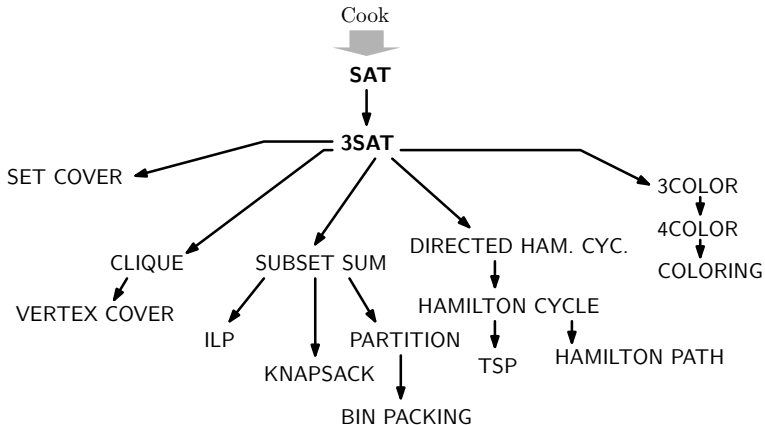 Cook
SAT
3SAT
SET COVER
3COLOR
4COLOR
DIRECTED HAM. CYC.
CLIQUE
SUBSET SUM
COLORING
VERTEX COVER
HAMILTON CYCLE
ILP
PARTITION
HAMILTON PATH
TSP
KNAPSACK
BIN PACKING